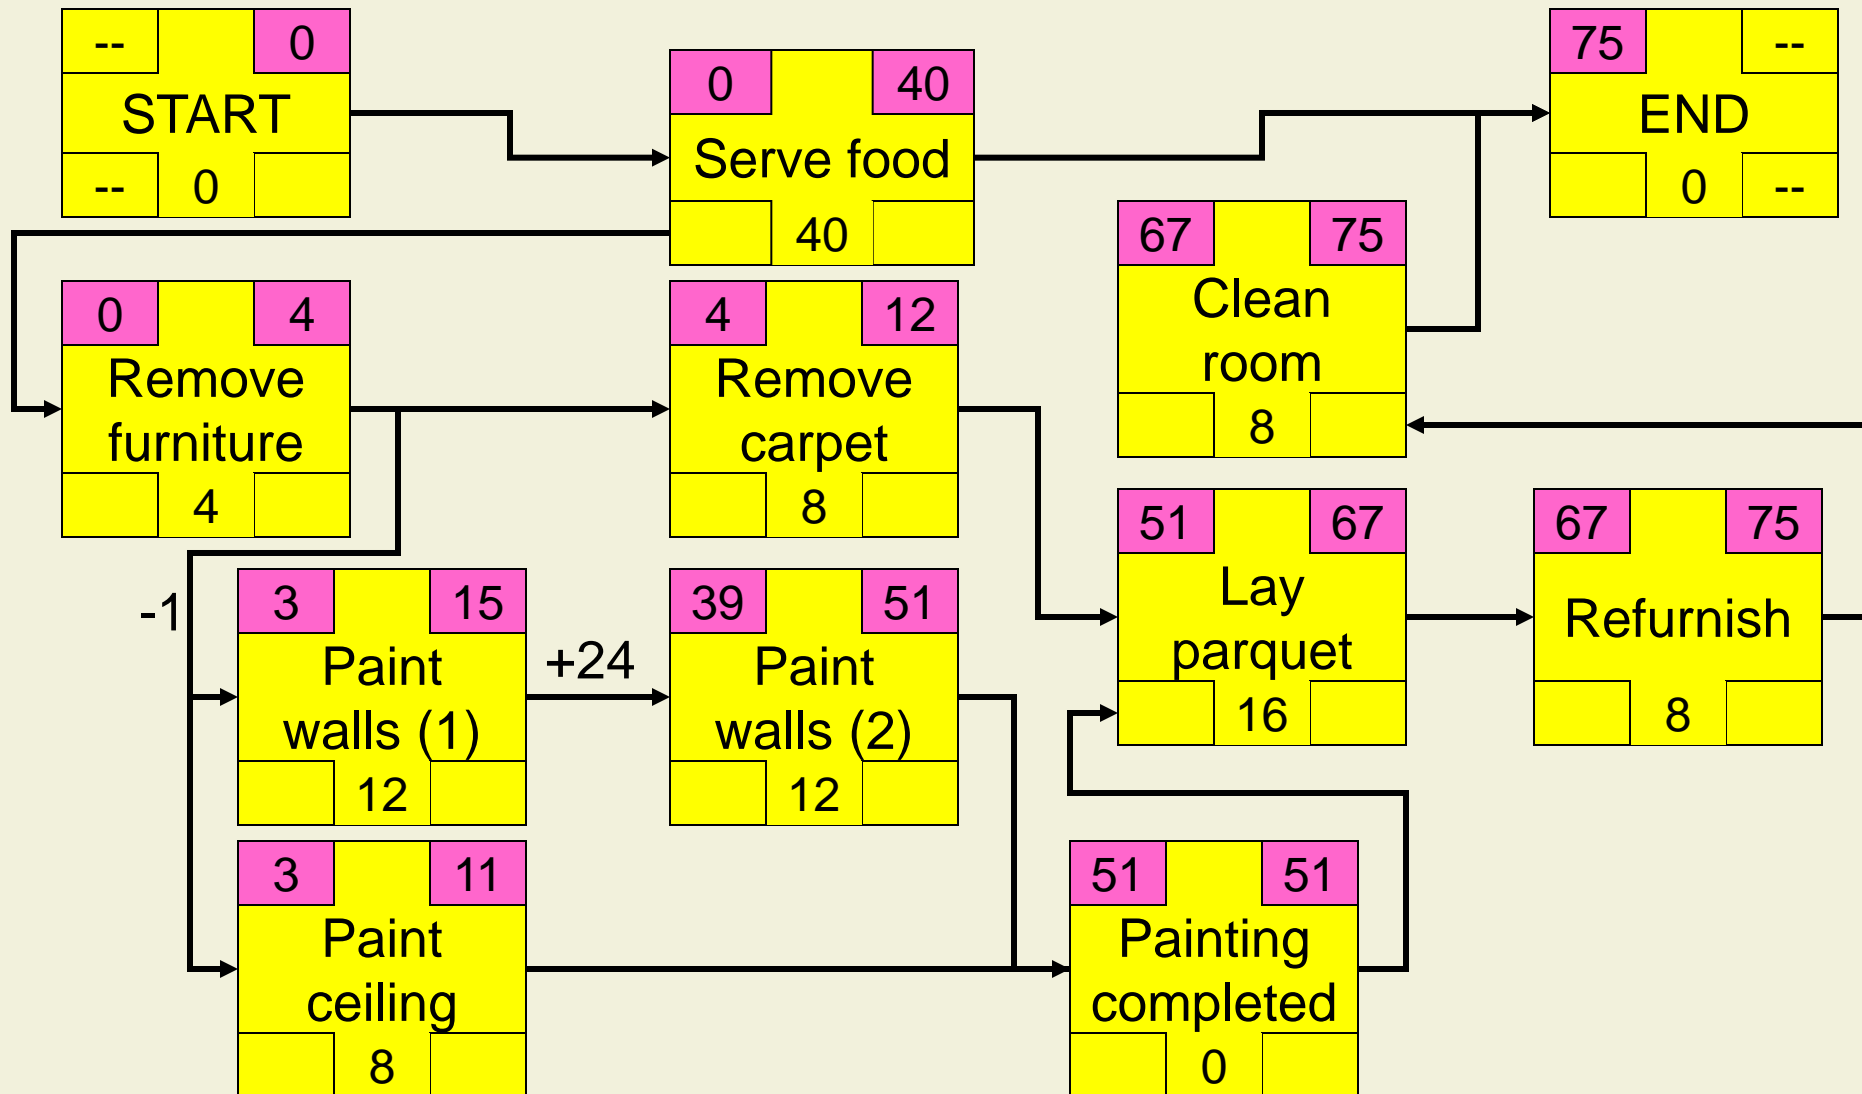 -- 0
START
-- 0
0 40
Serve food
40
75 --
END
0 --
67 75
Clean
room
8
0 4
Remove
furniture
4
4 12
Remove
carpet
8
51 67
Lay
parquet
16
67 75
Refurnish
8
-1
3 15
Paint
walls (1)
12
+24
39 51
Paint
walls (2)
12
3 11
Paint
ceiling
8
51 51
Painting
completed
0